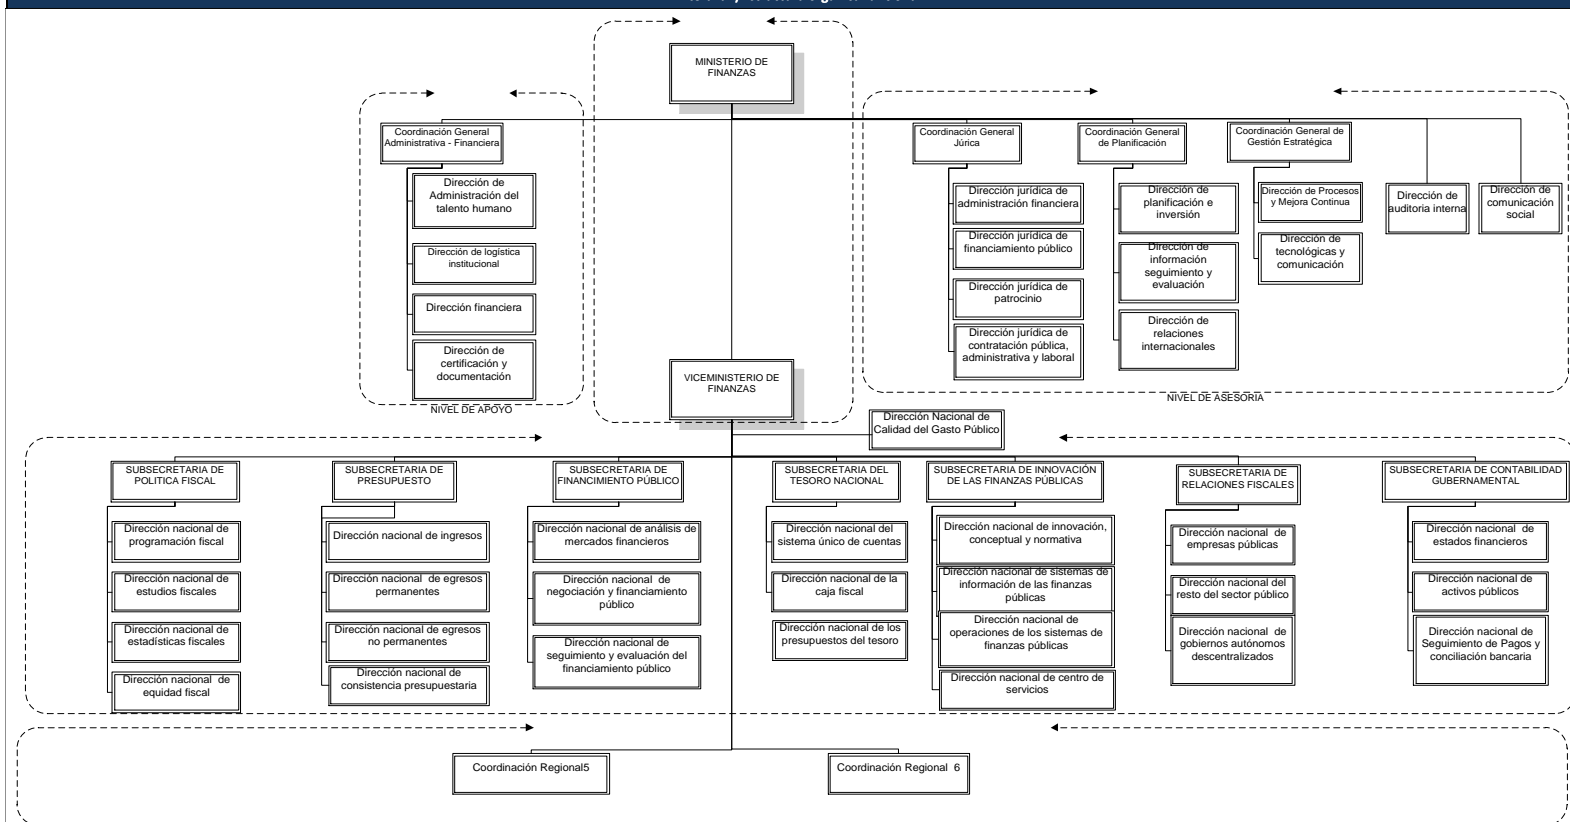 MINISTERIO DE
FINANZAS
Coordinación General
Administrativa - Financiera
Dirección de
Administración del
talento humano
Dirección de logística
institucional
Dirección financiera
Dirección de
certificación y
documentación
NIVEL DE APOYO
Coordinación General
Júrica
Dirección jurídica de
administración financiera
Dirección jurídica de
financiamiento público
Dirección jurídica de
patrocinio
Dirección jurídica de
contratación pública,
administrativa y laboral
Coordinación General
de Planificación
Dirección de
planificación e
inversión
Dirección de
información
seguimiento y
evaluación
Dirección de
relaciones
internacionales
Coordinación General de
Gestión Estratégica
Dirección de Procesos
y Mejora Continua
Dirección de
tecnológicas y
comunicación
Dirección de
auditoria interna
Dirección de
comunicación
social
NIVEL DE ASESORIA
VICEMINISTERIO DE
FINANZAS
Dirección Nacional de
Calidad del Gasto Público
SUBSECRETARIA DE
POLITICA FISCAL
Dirección nacional de
programación fiscal
Dirección nacional de
estudios fiscales
Dirección nacional de
estadísticas fiscales
Dirección nacional  de
equidad fiscal
SUBSECRETARIA DE
PRESUPUESTO
Dirección nacional de ingresos
Dirección nacional  de egresos
permanentes
Dirección nacional de egresos
no permanentes
Dirección nacional de
consistencia presupuestaria
SUBSECRETARIA DE
FINANCIMIENTO PÚBLICO
Dirección nacional de análisis de
mercados financieros
Dirección nacional  de
negociación y financiamiento
público
Dirección nacional de
seguimiento y evaluación del
financiamiento público
SUBSECRETARIA DEL
TESORO NACIONAL
Dirección nacional del
sistema único de cuentas
Dirección nacional de la
caja fiscal
Dirección nacional de los
presupuestos del tesoro
SUBSECRETARIA DE INNOVACIÓN
DE LAS FINANZAS PÚBLICAS
Dirección nacional de innovación,
conceptual y normativa
Dirección nacional de sistemas de
información de las finanzas
públicas
Dirección nacional de
operaciones de los sistemas de
finanzas públicas
Dirección nacional de centro de
servicios
SUBSECRETARIA DE
RELACIONES FISCALES
Dirección nacional  de
empresas públicas
Dirección nacional del
resto del sector público
Dirección nacional  de
gobiernos autónomos
descentralizados
SUBSECRETARIA DE CONTABILIDAD
GUBERNAMENTAL
Dirección nacional  de
estados financieros
Dirección nacional de
activos públicos
Dirección nacional de
Seguimiento de Pagos y
conciliación bancaria
Coordinación Regional5
Coordinación Regional  6